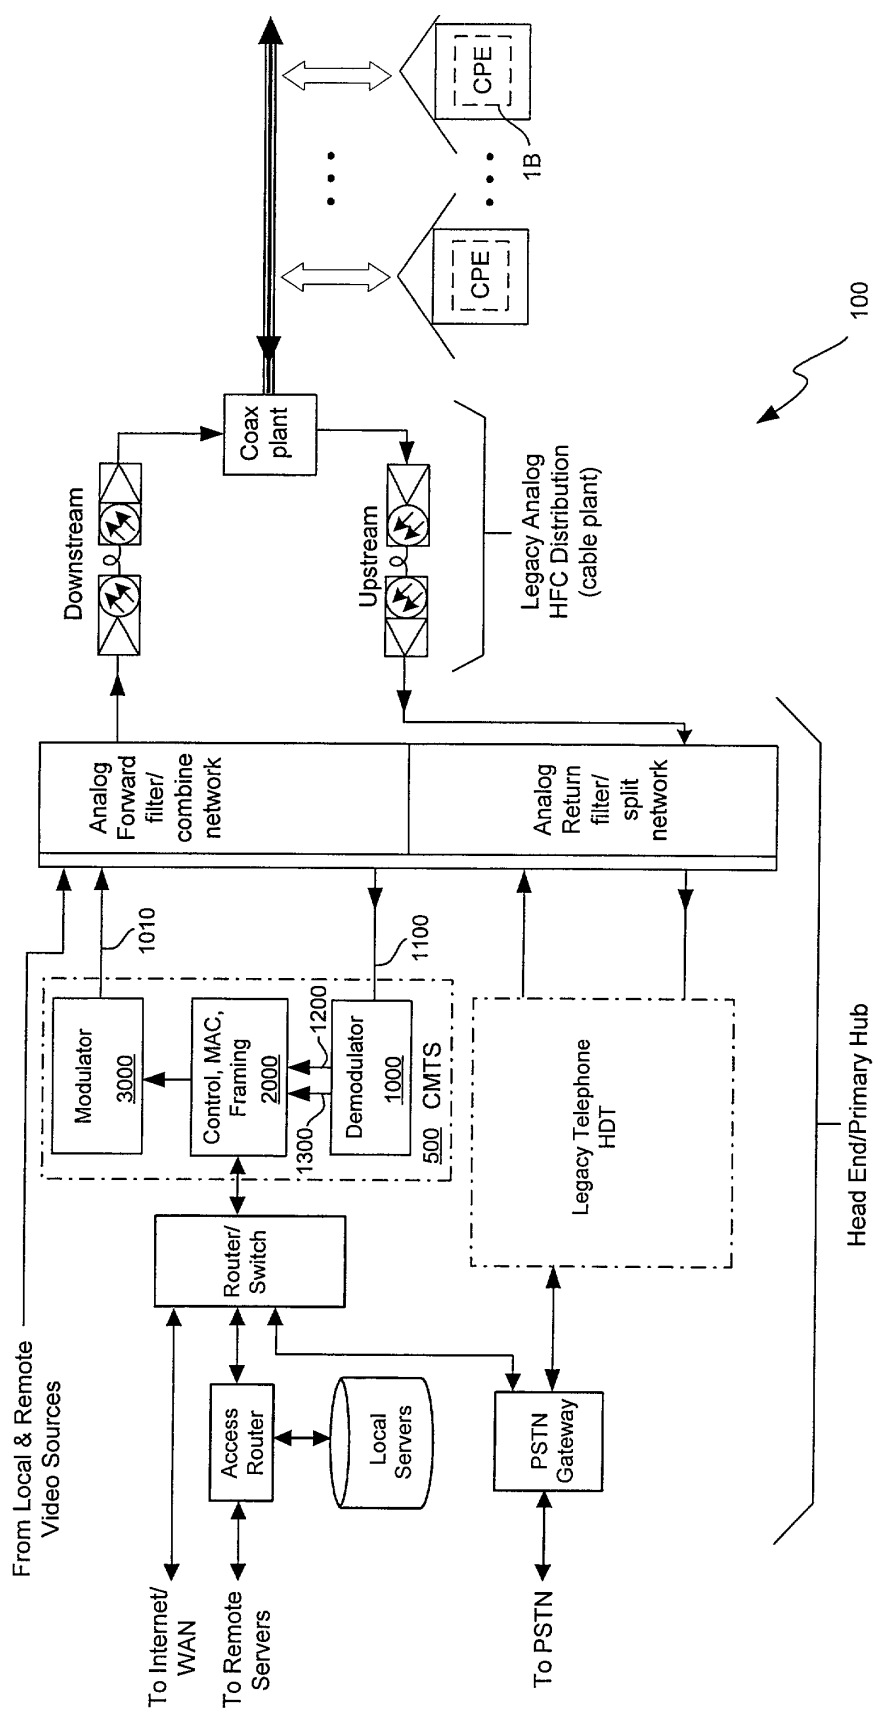 From Local & Remote
Video Sources
To Internet/
WAN
To Remote
Servers
To PSTN
Access
Router
Local
Servers
PSTN
Gateway
Router/
Switch
Modulator
3000
Control, MAC,
Framing
2000
1300
1200
Demodulator
1000
500 CMTS
Legacy Telephone
HDT
1010
1100
Analog
Forward
filter/
combine
network
Analog
Return
filter/
split
network
Head End/Primary Hub
Downstream
Upstream
Coax
plant
Legacy Analog
HFC Distribution
(cable plant)
CPE
CPE
1B
100